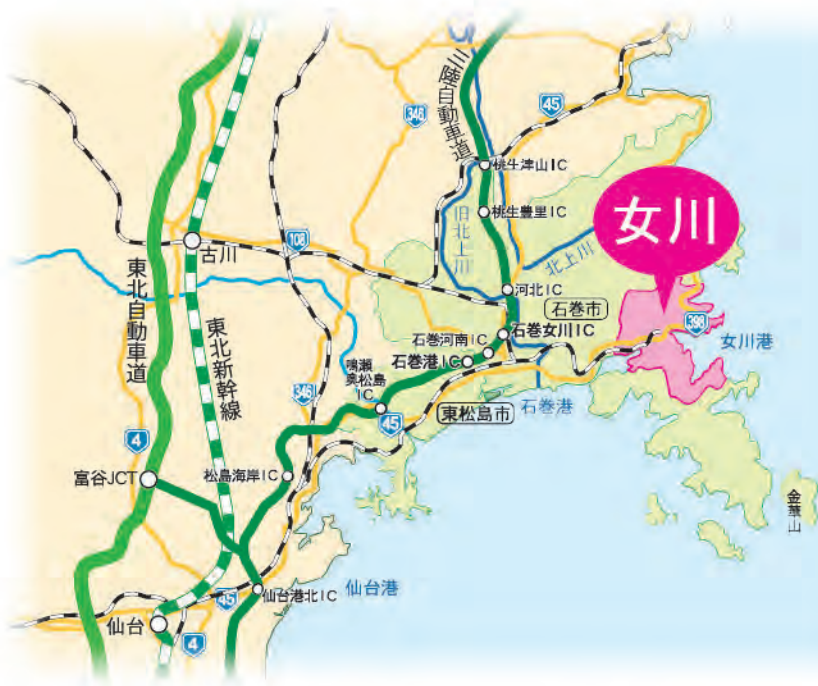 三陸自動車道
45
346
桃生津山IC
桃生豊里IC
旧北上川
北上川
女川
108
古川
河北IC
石巻市
石巻女川IC
398
女川港
石巻河南IC
石巻港IC
東北自動車道
東北新幹線
鳴瀬
奥松島
IC
346
45
東松島市
石巻港
4
富谷JCT
松島海岸IC
金華山
45
仙台港北IC
仙台港
仙台
4